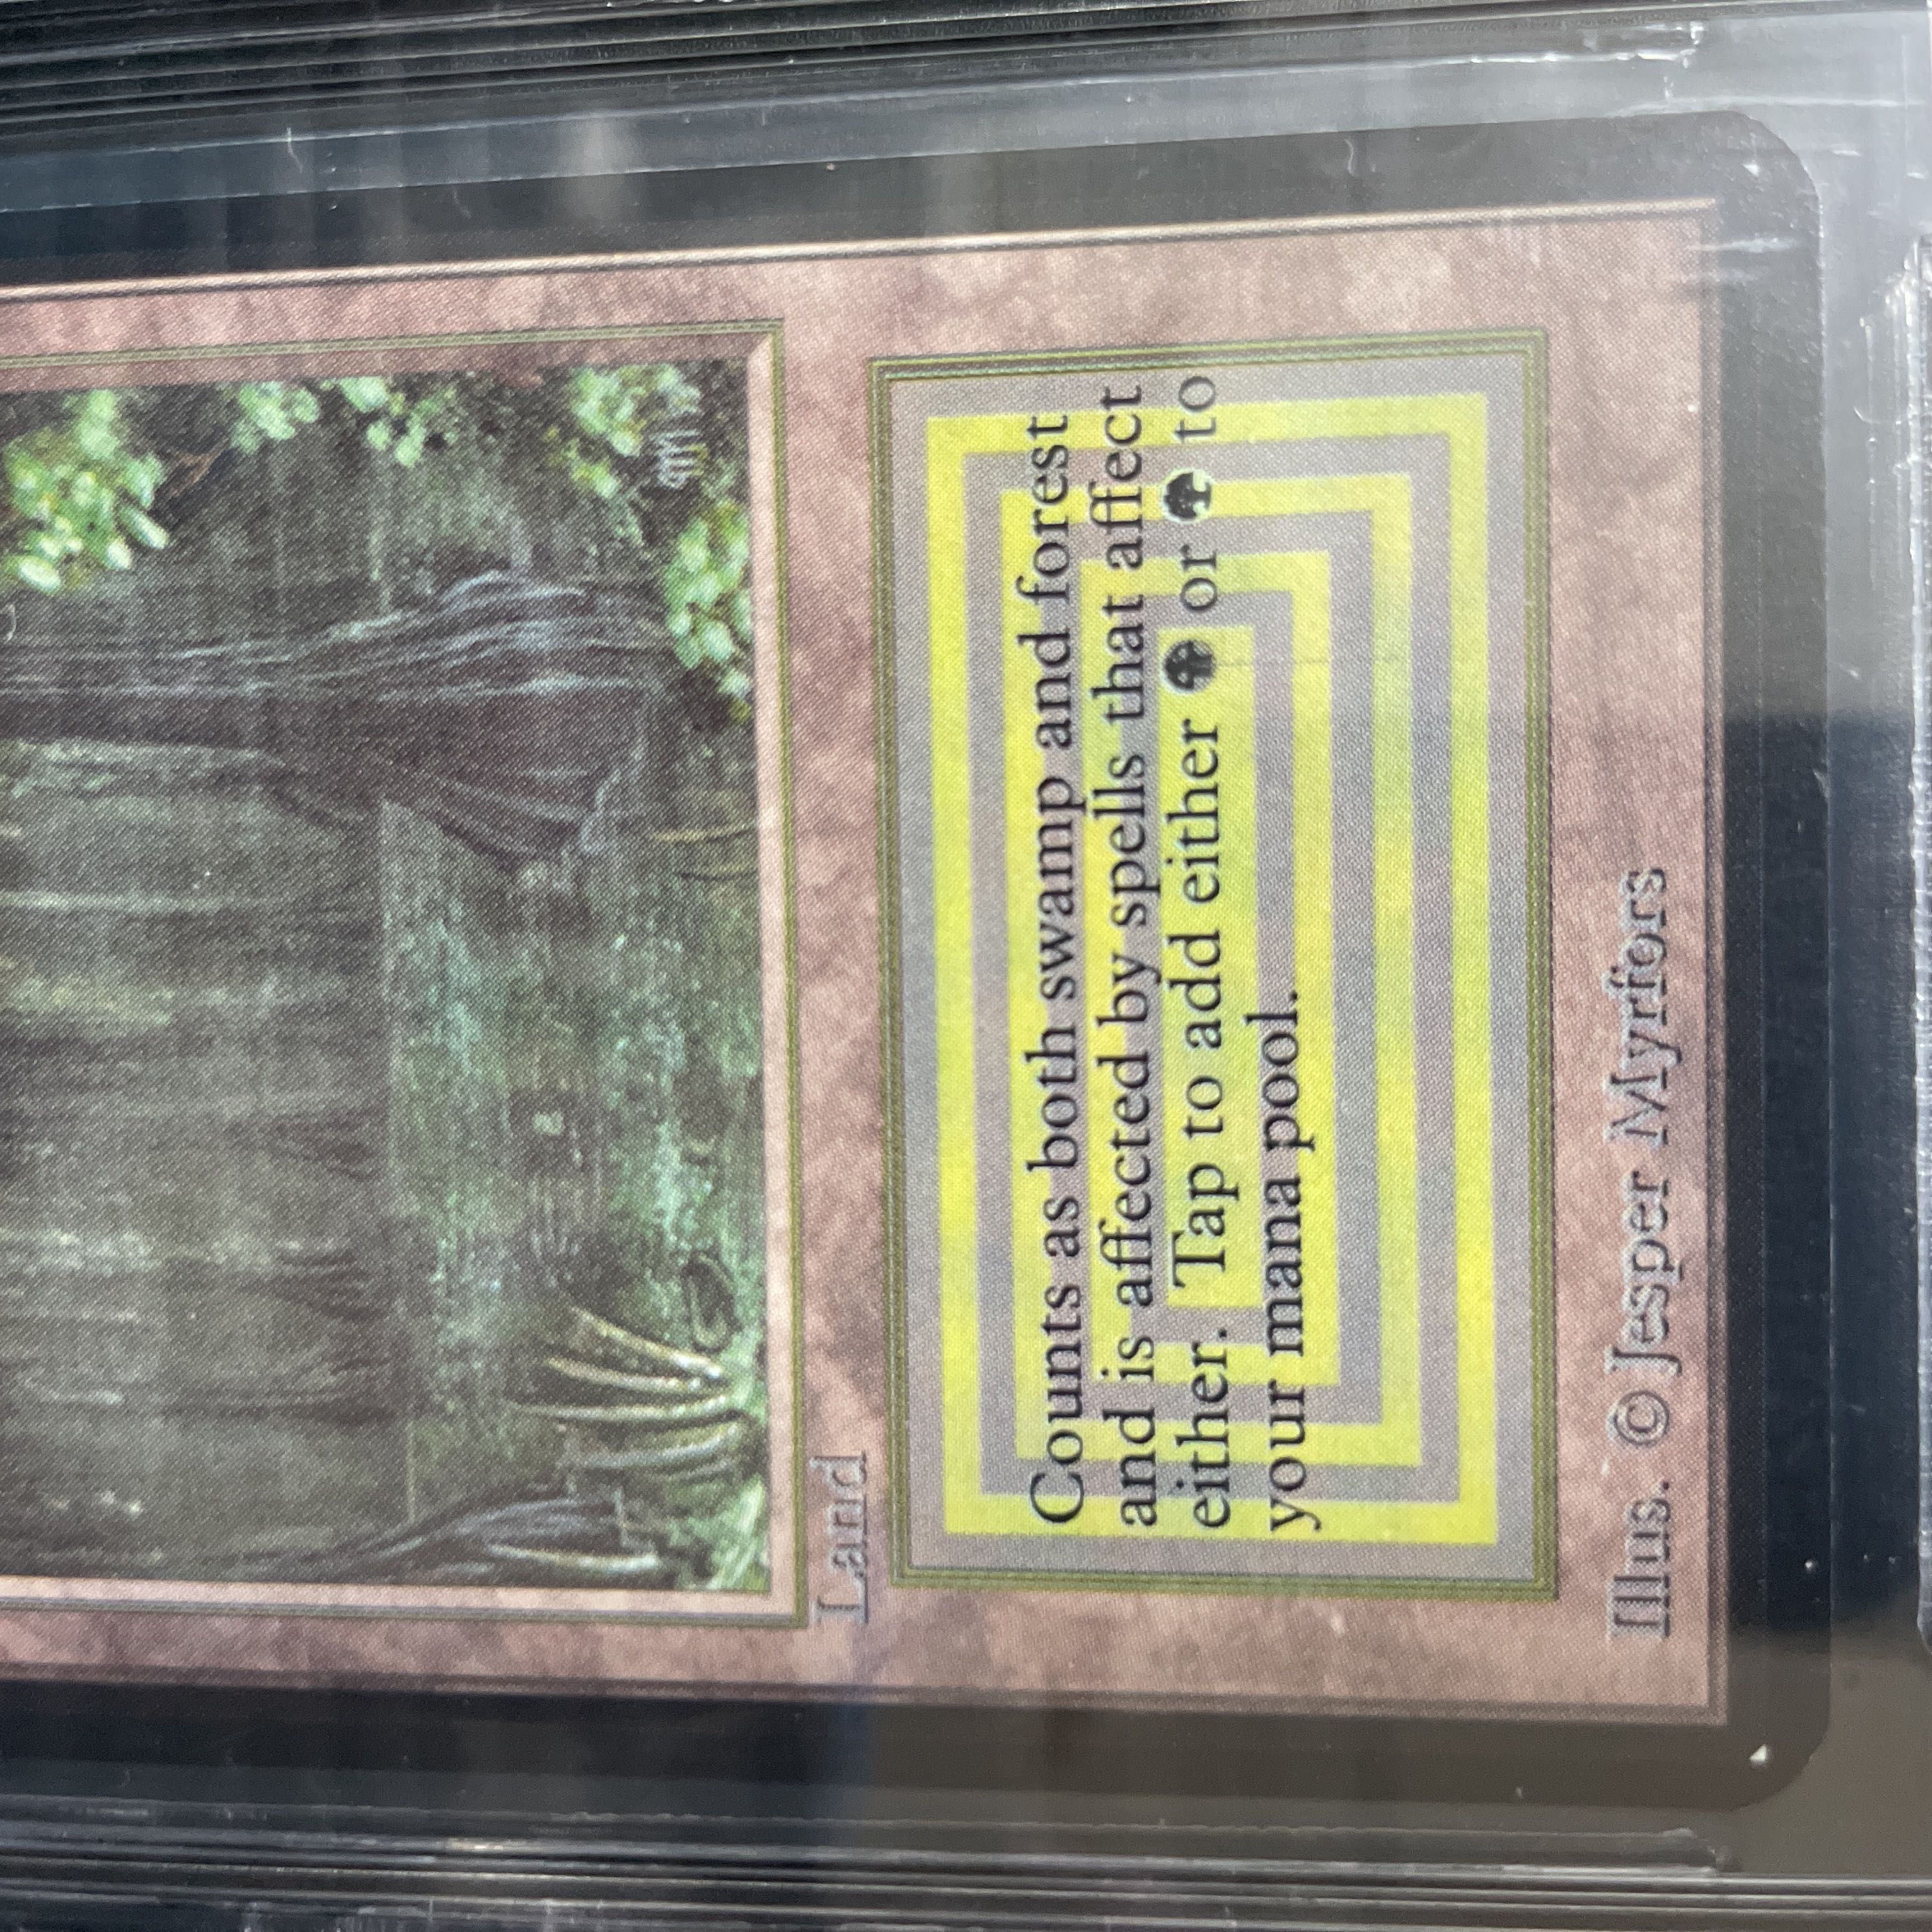 Land
Counts as both swamp and forest
and is affected by spells that affect
either. Tap to add either or to
your mana pool.
Illus. © Jesper Myrfors